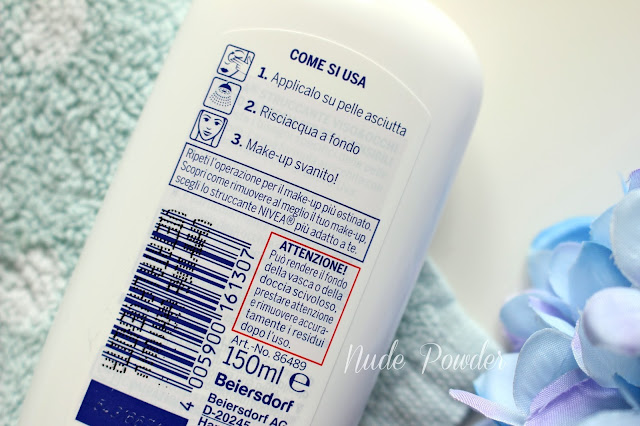 COME SI USA
1. Applicalo su pelle asciutta
2. Risciacqua a fondo
3. Make-up svanito!
Ripeti l'operazione per il make-up più ostinato.
Scopri come rimuovere al meglio il tuo make-up,
scegli lo struccante NIVEA® più adatto a te.
ATTENZIONE!
Può rendere il fondo
della vasca o della
doccia scivoloso,
prestare attenzione
e rimuovere accura-
tamente i residui
dopo l'uso.
Art.-No. 86489
150ml e
4 005900 161307
Beiersdorf
Beiersdorf AG
D-20245
Nude Powder